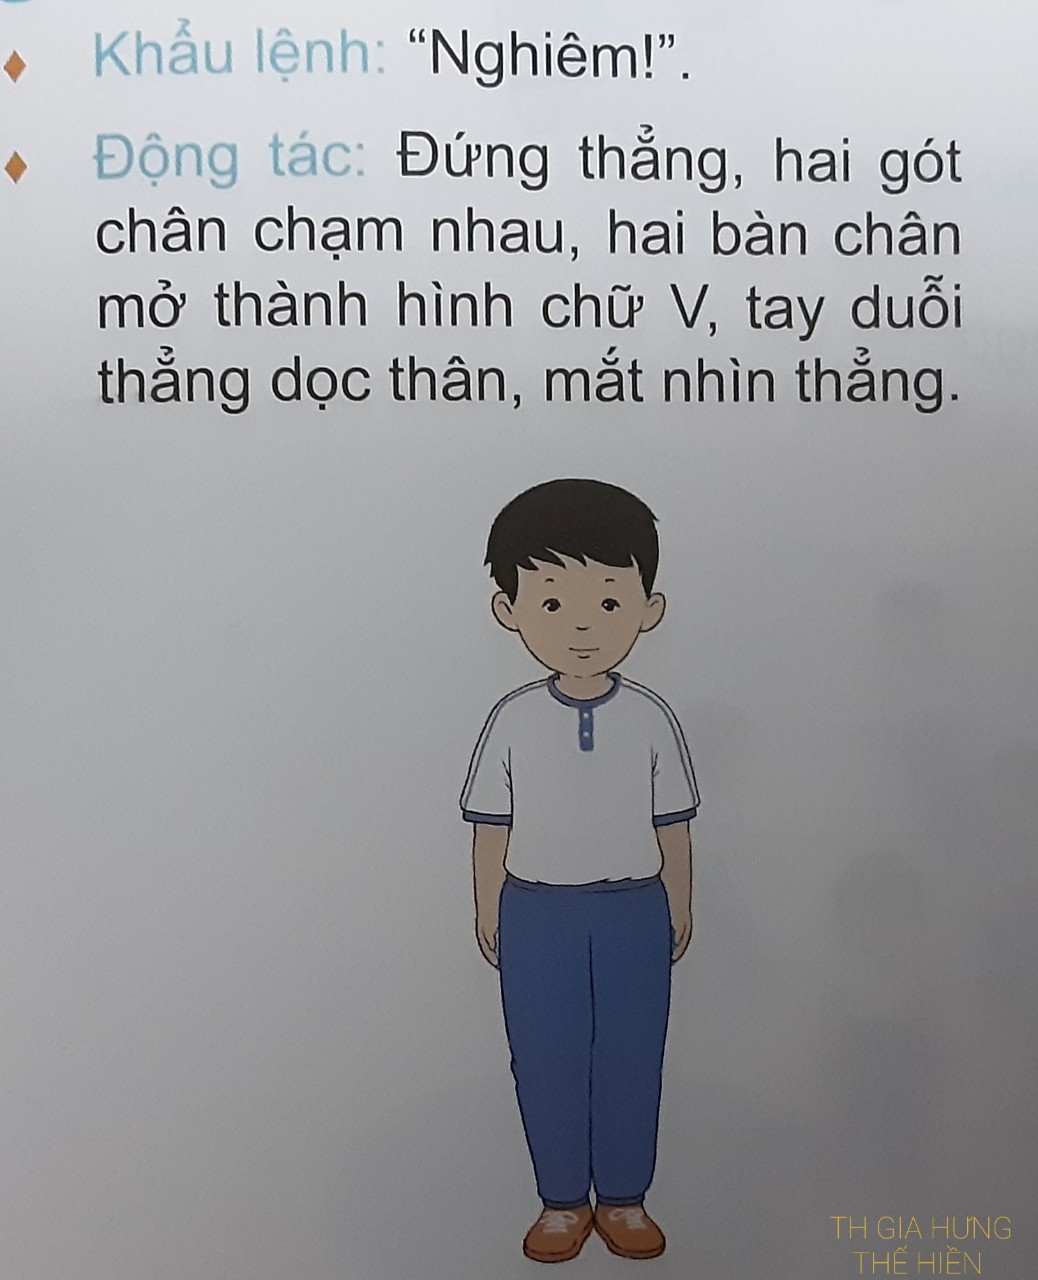 Khẩu lệnh: “Nghiêm!”.
Động tác: Đứng thẳng, hai gót
chân chạm nhau, hai bàn chân
mở thành hình chữ V, tay duỗi
thẳng dọc thân, mắt nhìn thẳng.
TH GIA HƯNG
THẾ HIỀN